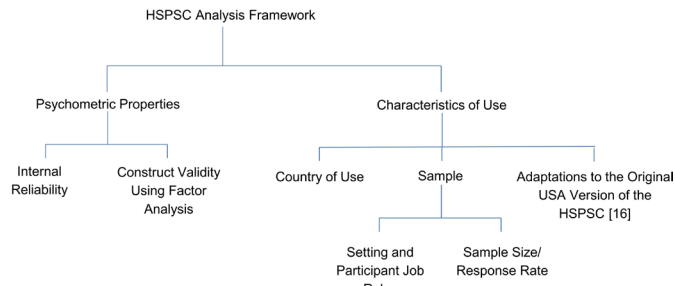 HSPSC Analysis Framework
Psychometric Properties
Characteristics of Use
Internal
Reliability
Construct Validity
Using Factor
Analysis
Country of Use
Sample
Adaptations to the Original
USA Version of the
HSPSC [16]
Setting and
Participant Job
Sample Size/
Response Rate